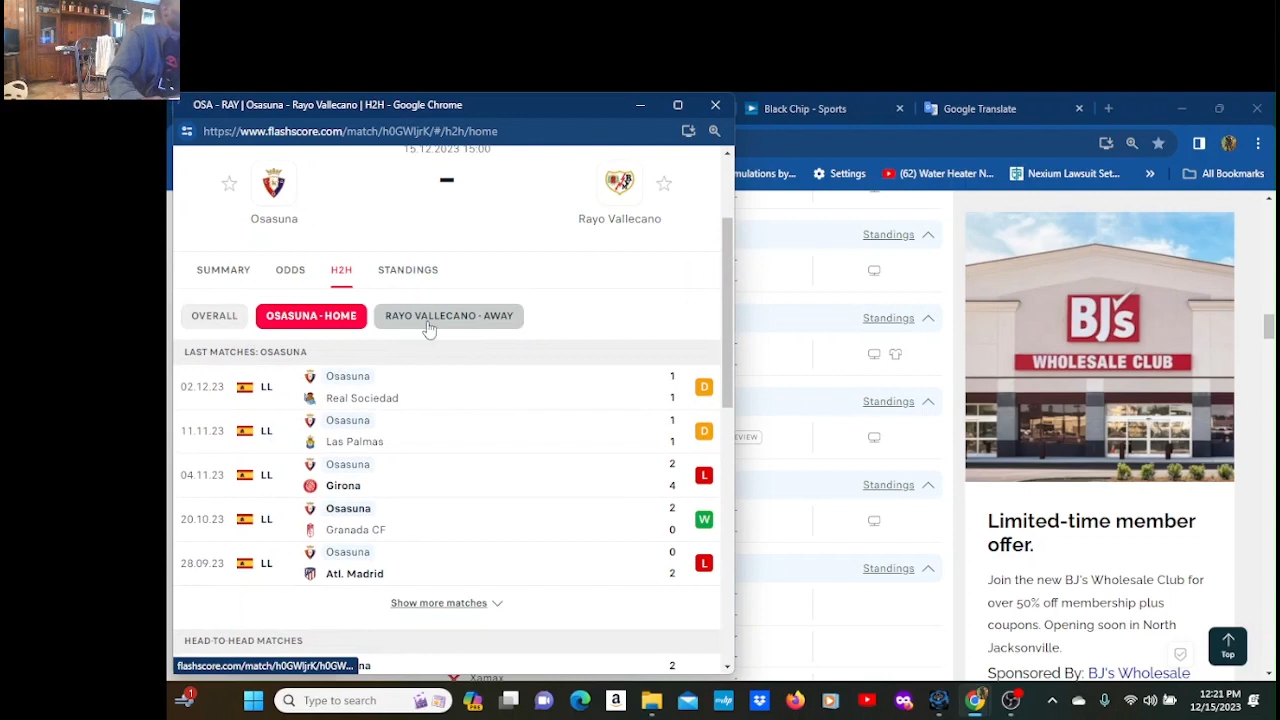 OSA - RAY | Osasuna - Rayo Vallecano | H2H - Google Chrome
Black Chip - Sports
Google Translate
https://www.flashscore.com/match/h0GWljrK/#/h2h/home
mulations by...
Settings
(62) Water Heater N...
Nexium Lawsuit Set...
All Bookmarks
15.12.2023 15:00
Osasuna
Rayo Vallecano
SUMMARY ODDS H2H STANDINGS
OVERALL OSASUNA - HOME RAYO VALLECANO - AWAY
LAST MATCHES: OSASUNA
02.12.23 LL Osasuna 1 D
Real Sociedad 1
11.11.23 LL Osasuna 1 D
Las Palmas 1
04.11.23 LL Osasuna 2 L
Girona 4
20.10.23 LL Osasuna 2 W
Granada CF 0
28.09.23 LL Osasuna 0 L
Atl. Madrid 2
Show more matches
HEAD-TO-HEAD MATCHES
na 2
flashscore.com/match/h0GWljrK/#/h0GW...
Xamax
Standings
Standings
Standings
EVIEW
Standings
Standings
BJ's
WHOLESALE CLUB
Limited-time member
offer.
Join the new BJ's Wholesale Club for
over 50% off membership plus
coupons. Opening soon in North
Jacksonville.
Sponsored By: BJ's Wholesale
Top
1
Type here to search
12:21 PM
12/15/2023